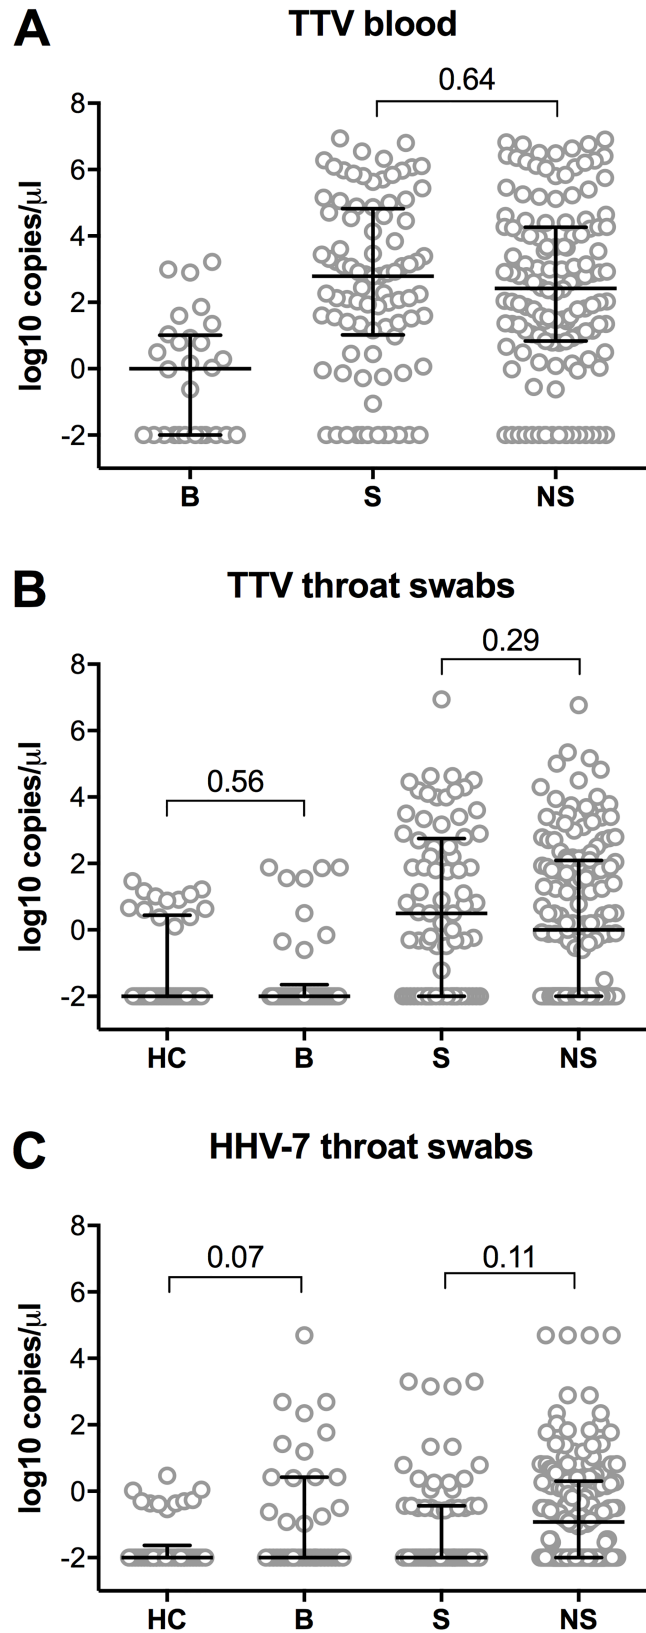 A
TTV blood
0.64
log10 copies/µl
8
6
4
2
0
-2
B S NS
B
TTV throat swabs
0.29
0.56
log10 copies/µl
8
6
4
2
0
-2
HC B S NS
C
HHV-7 throat swabs
0.07 0.11
log10 copies/µl
8
6
4
2
0
-2
HC B S NS